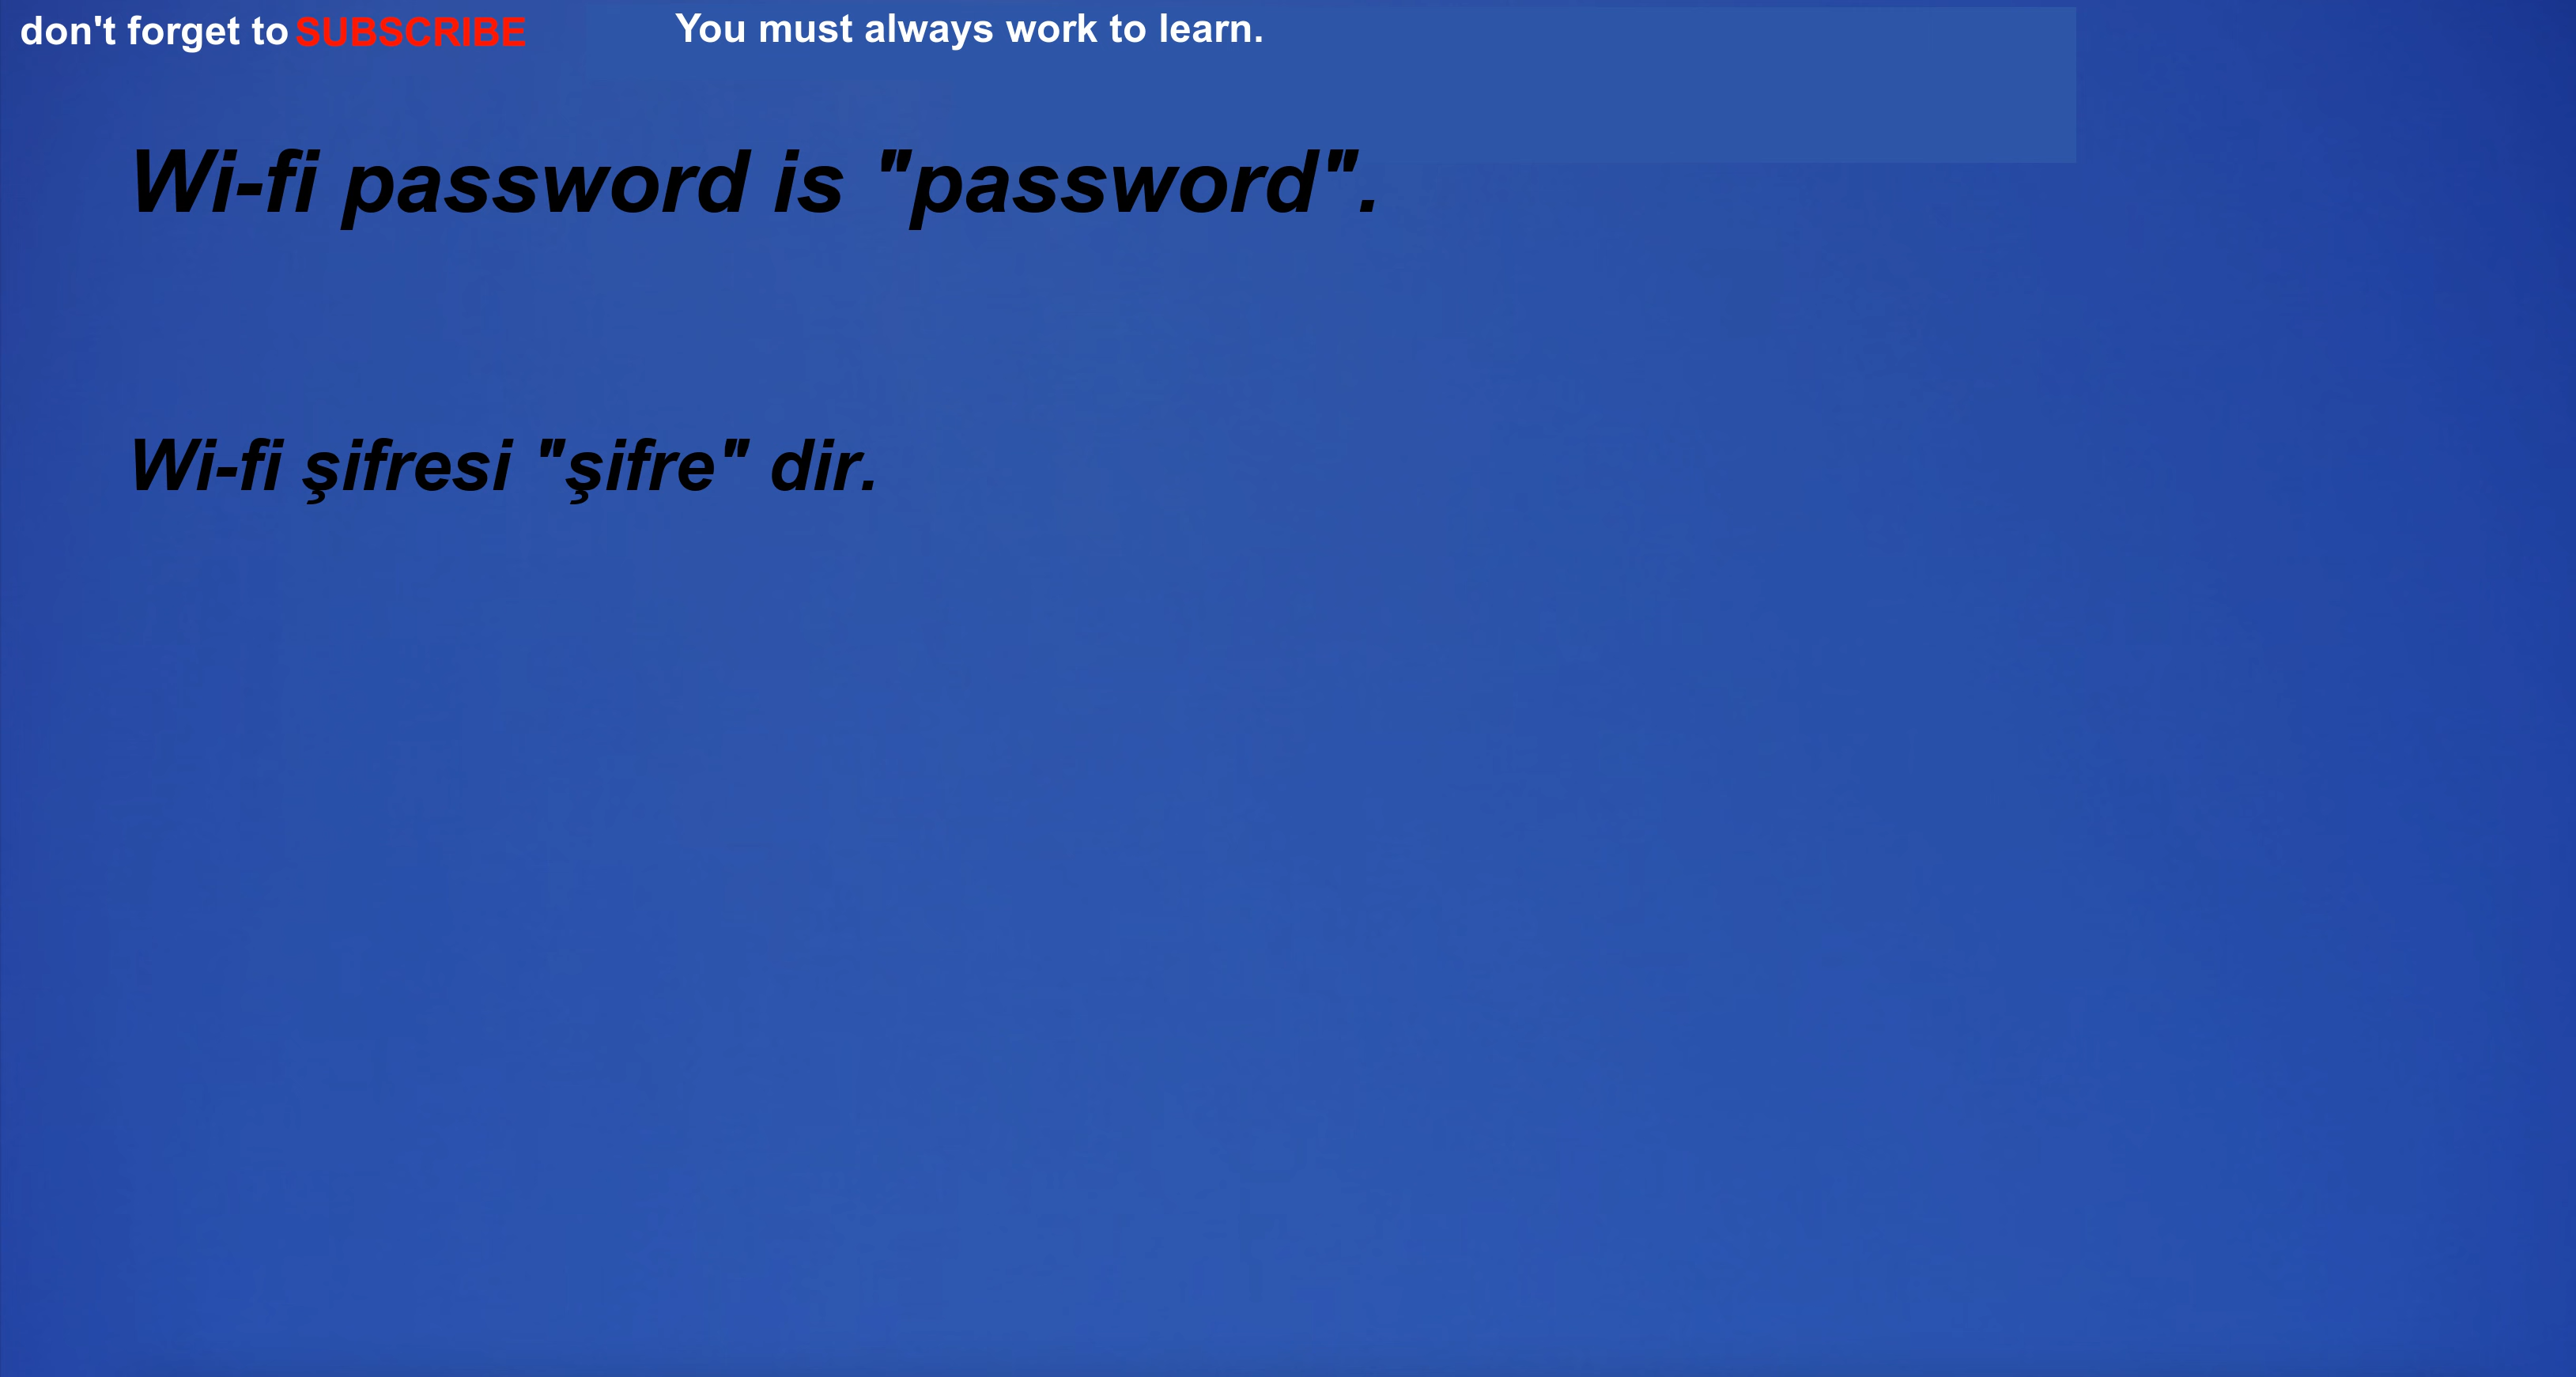 don't forget to SUBSCRIBE
You must always work to learn.
Wi-fi password is "password".
Wi-fi şifresi "şifre" dir.